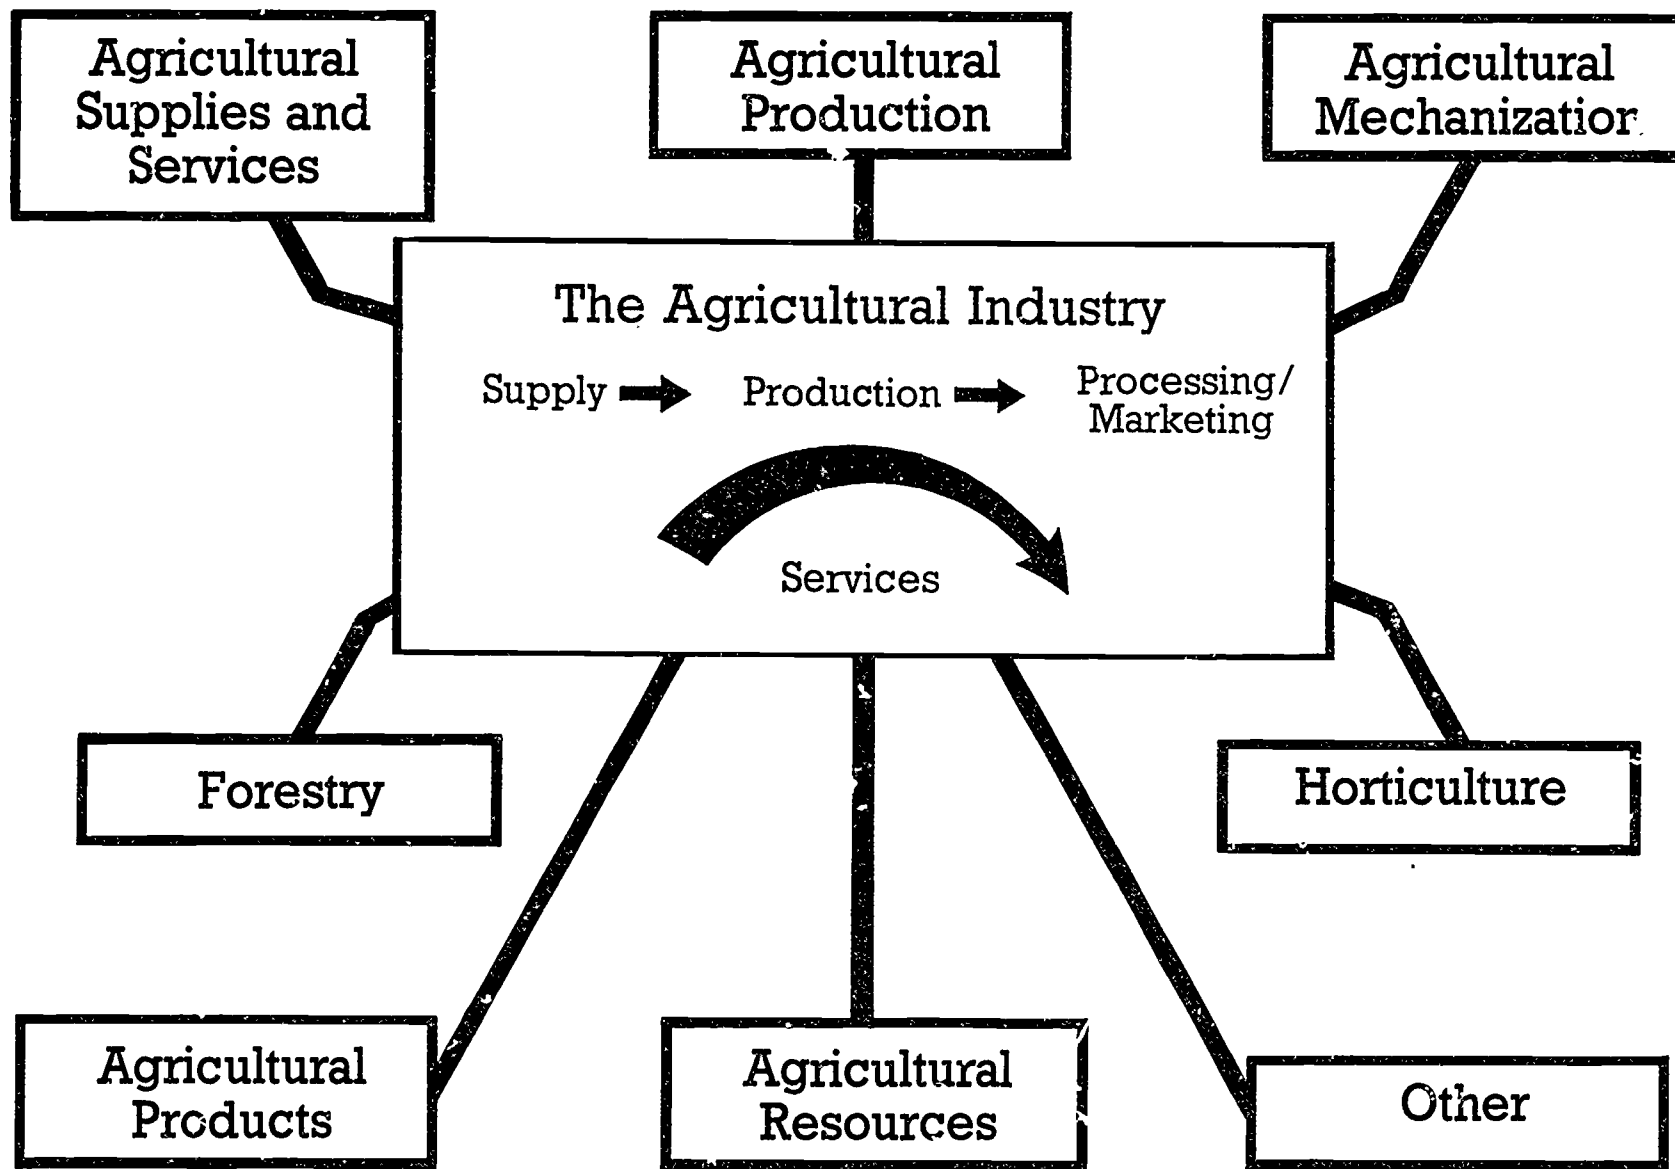 Agricultural
Supplies and
Services
Agricultural
Production
Agricultural
Mechanization
The Agricultural Industry
Supply
Production
Processing/
Marketing
Services
Forestry
Horticulture
Agricultural
Products
Agricultural
Resources
Other